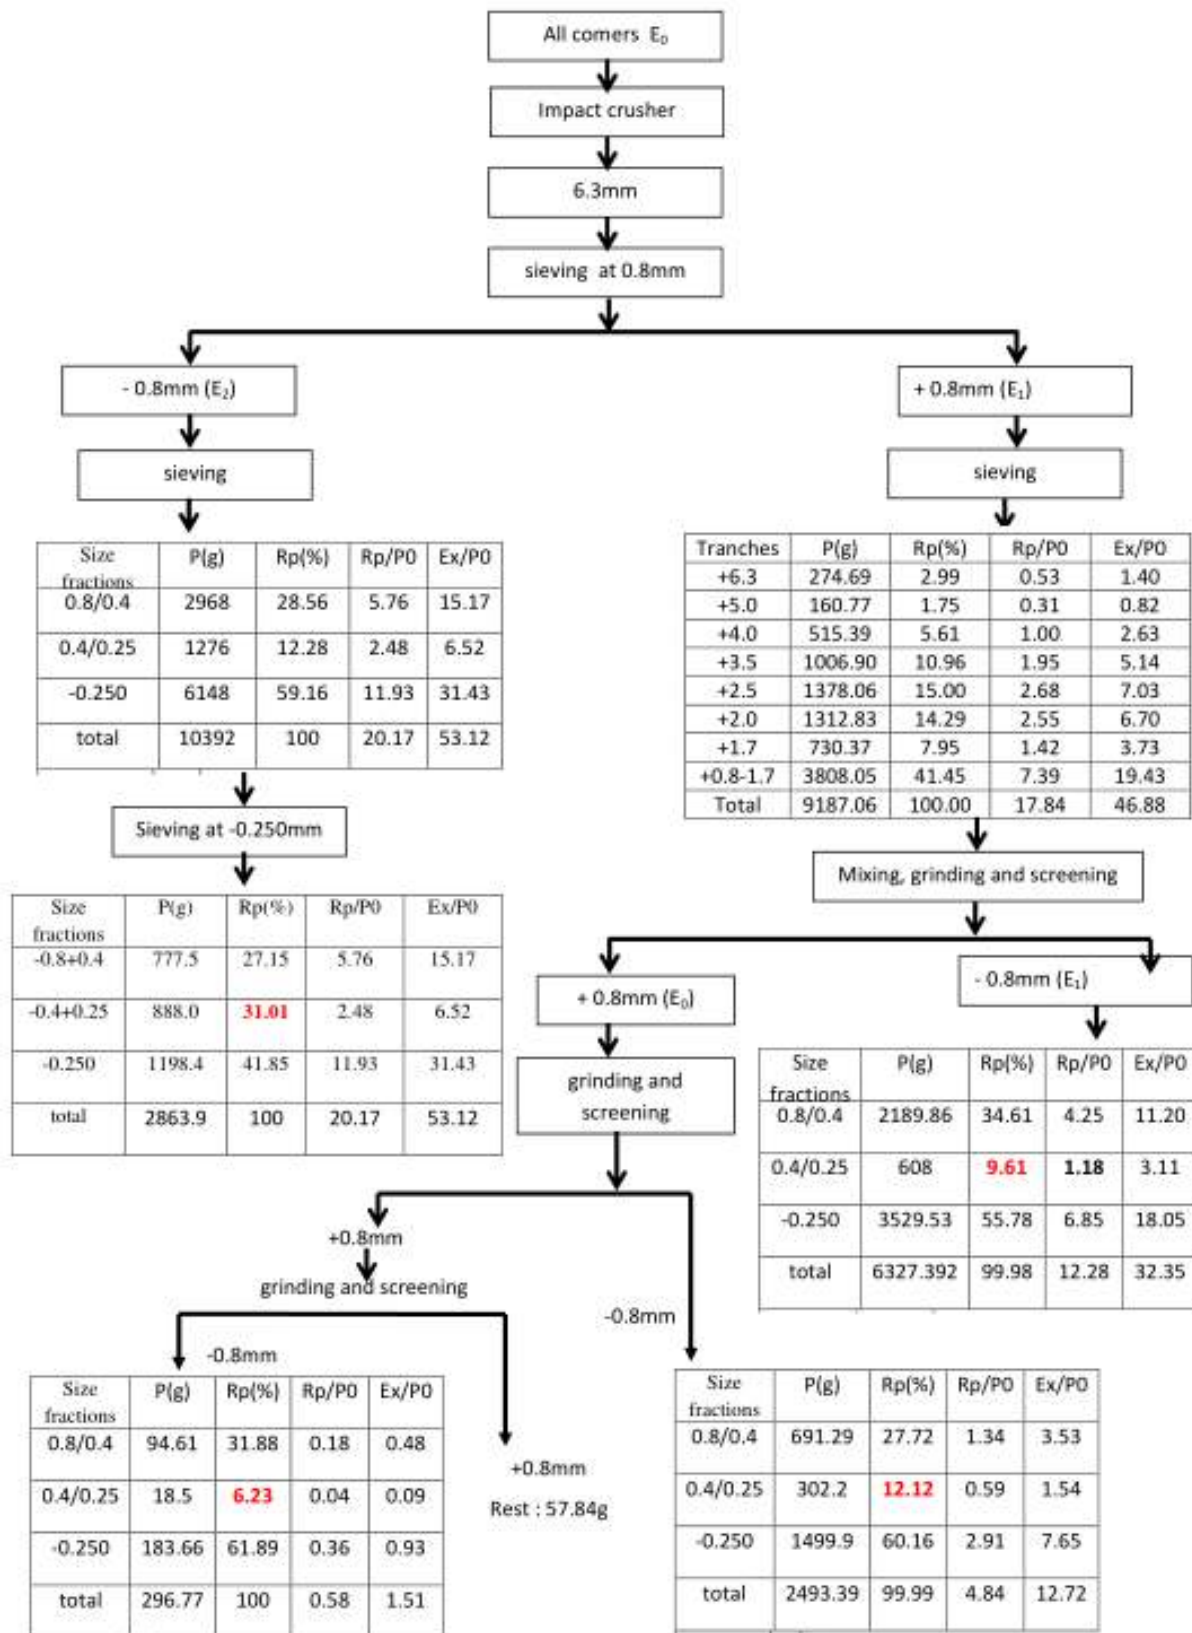 All comers E₀
Impact crusher
6.3mm
sieving at 0.8mm
- 0.8mm (E₂)
sieving
Size fractions P(g) Rp(%) Rp/P0 Ex/P0
0.8/0.4 2968 28.56 5.76 15.17
0.4/0.25 1276 12.28 2.48 6.52
-0.250 6148 59.16 11.93 31.43
total 10392 100 20.17 53.12
Sieving at -0.250mm
Size fractions P(g) Rp(%) Rp/P0 Ex/P0
-0.8+0.4 777.5 27.15 5.76 15.17
-0.4+0.25 888.0 31.01 2.48 6.52
-0.250 1198.4 41.85 11.93 31.43
total 2863.9 100 20.17 53.12
+ 0.8mm (E₁)
sieving
Tranches P(g) Rp(%) Rp/P0 Ex/P0
+6.3 274.69 2.99 0.53 1.40
+5.0 160.77 1.75 0.31 0.82
+4.0 515.39 5.61 1.00 2.63
+3.5 1006.90 10.96 1.95 5.14
+2.5 1378.06 15.00 2.68 7.03
+2.0 1312.83 14.29 2.55 6.70
+1.7 730.37 7.95 1.42 3.73
+0.8-1.7 3808.05 41.45 7.39 19.43
Total 9187.06 100.00 17.84 46.88
Mixing, grinding and screening
+ 0.8mm (E₀)
grinding and
screening
- 0.8mm (E₁)
Size fractions P(g) Rp(%) Rp/P0 Ex/P0
0.8/0.4 2189.86 34.61 4.25 11.20
0.4/0.25 608 9.61 1.18 3.11
-0.250 3529.53 55.78 6.85 18.05
total 6327.392 99.98 12.28 32.35
+0.8mm
grinding and screening
-0.8mm
-0.8mm
Size fractions P(g) Rp(%) Rp/P0 Ex/P0
0.8/0.4 94.61 31.88 0.18 0.48
0.4/0.25 18.5 6.23 0.04 0.09
-0.250 183.66 61.89 0.36 0.93
total 296.77 100 0.58 1.51
+0.8mm
Rest : 57.84g
Size fractions P(g) Rp(%) Rp/P0 Ex/P0
0.8/0.4 691.29 27.72 1.34 3.53
0.4/0.25 302.2 12.12 0.59 1.54
-0.250 1499.9 60.16 2.91 7.65
total 2493.39 99.99 4.84 12.72